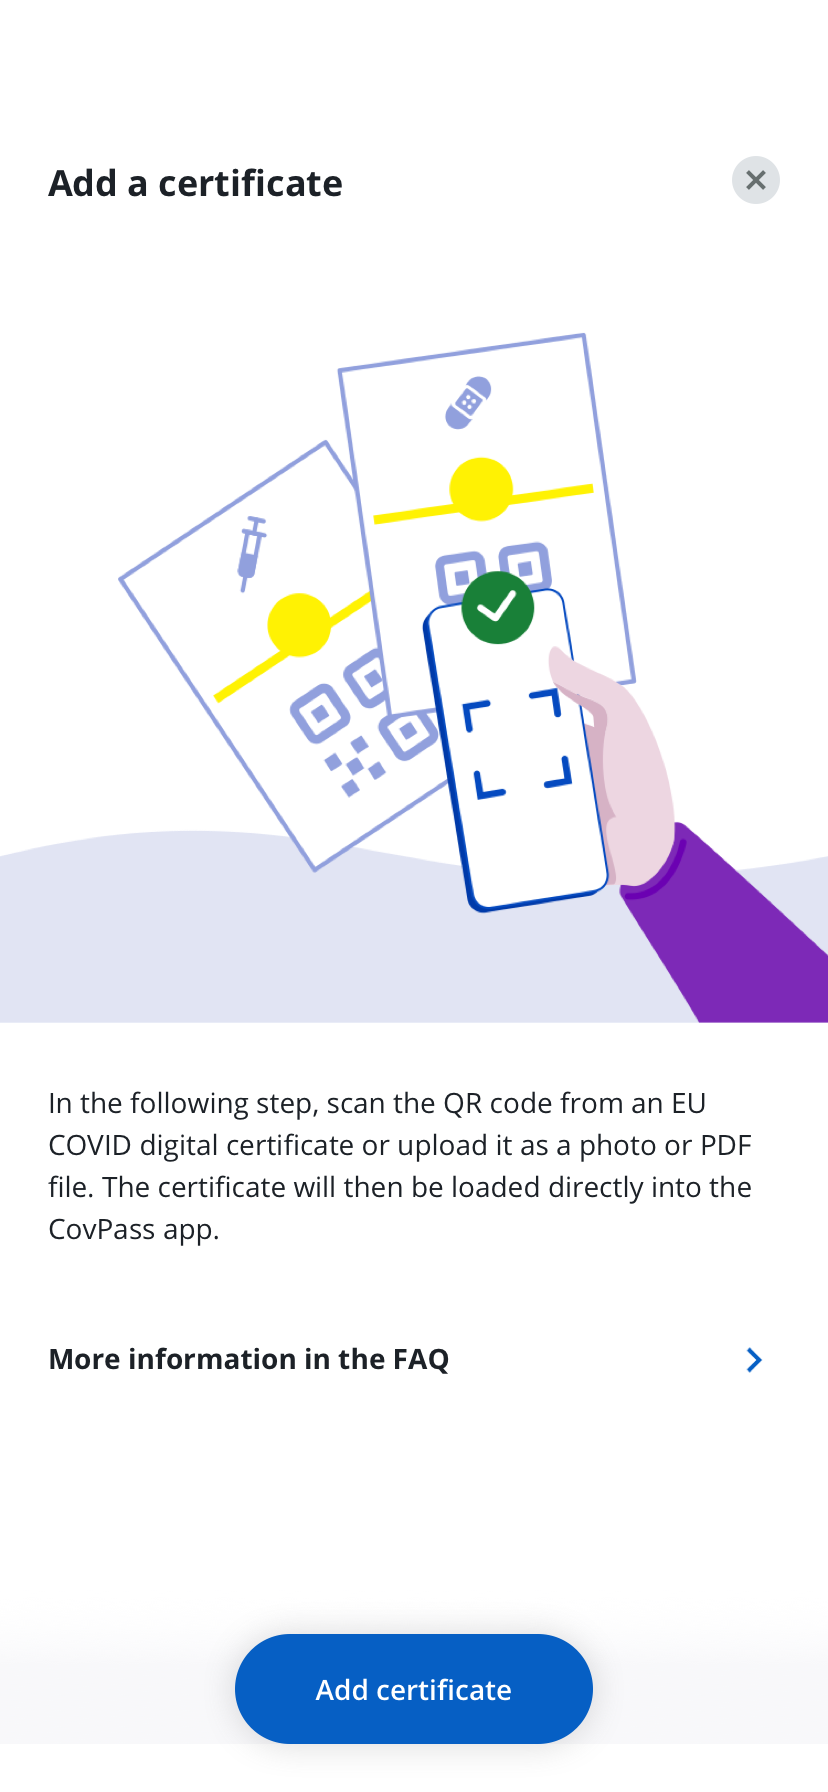 Add a certificate
In the following step, scan the QR code from an EU
COVID digital certificate or upload it as a photo or PDF
file. The certificate will then be loaded directly into the
CovPass app.
More information in the FAQ
Add certificate